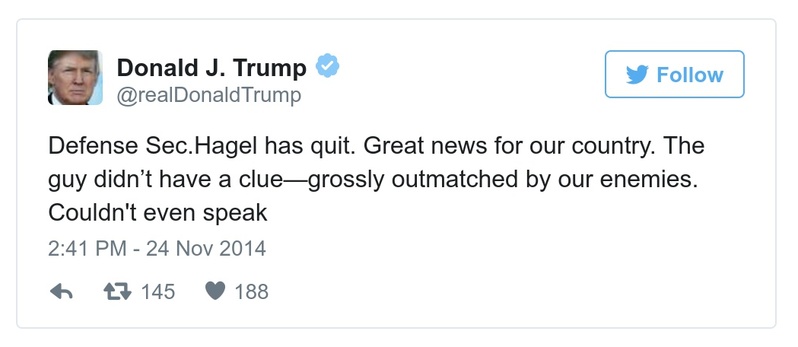 Donald J. Trump
@realDonaldTrump
Follow
Defense Sec.Hagel has quit. Great news for our country. The
guy didn’t have a clue—grossly outmatched by our enemies.
Couldn't even speak
2:41 PM - 24 Nov 2014
145 188